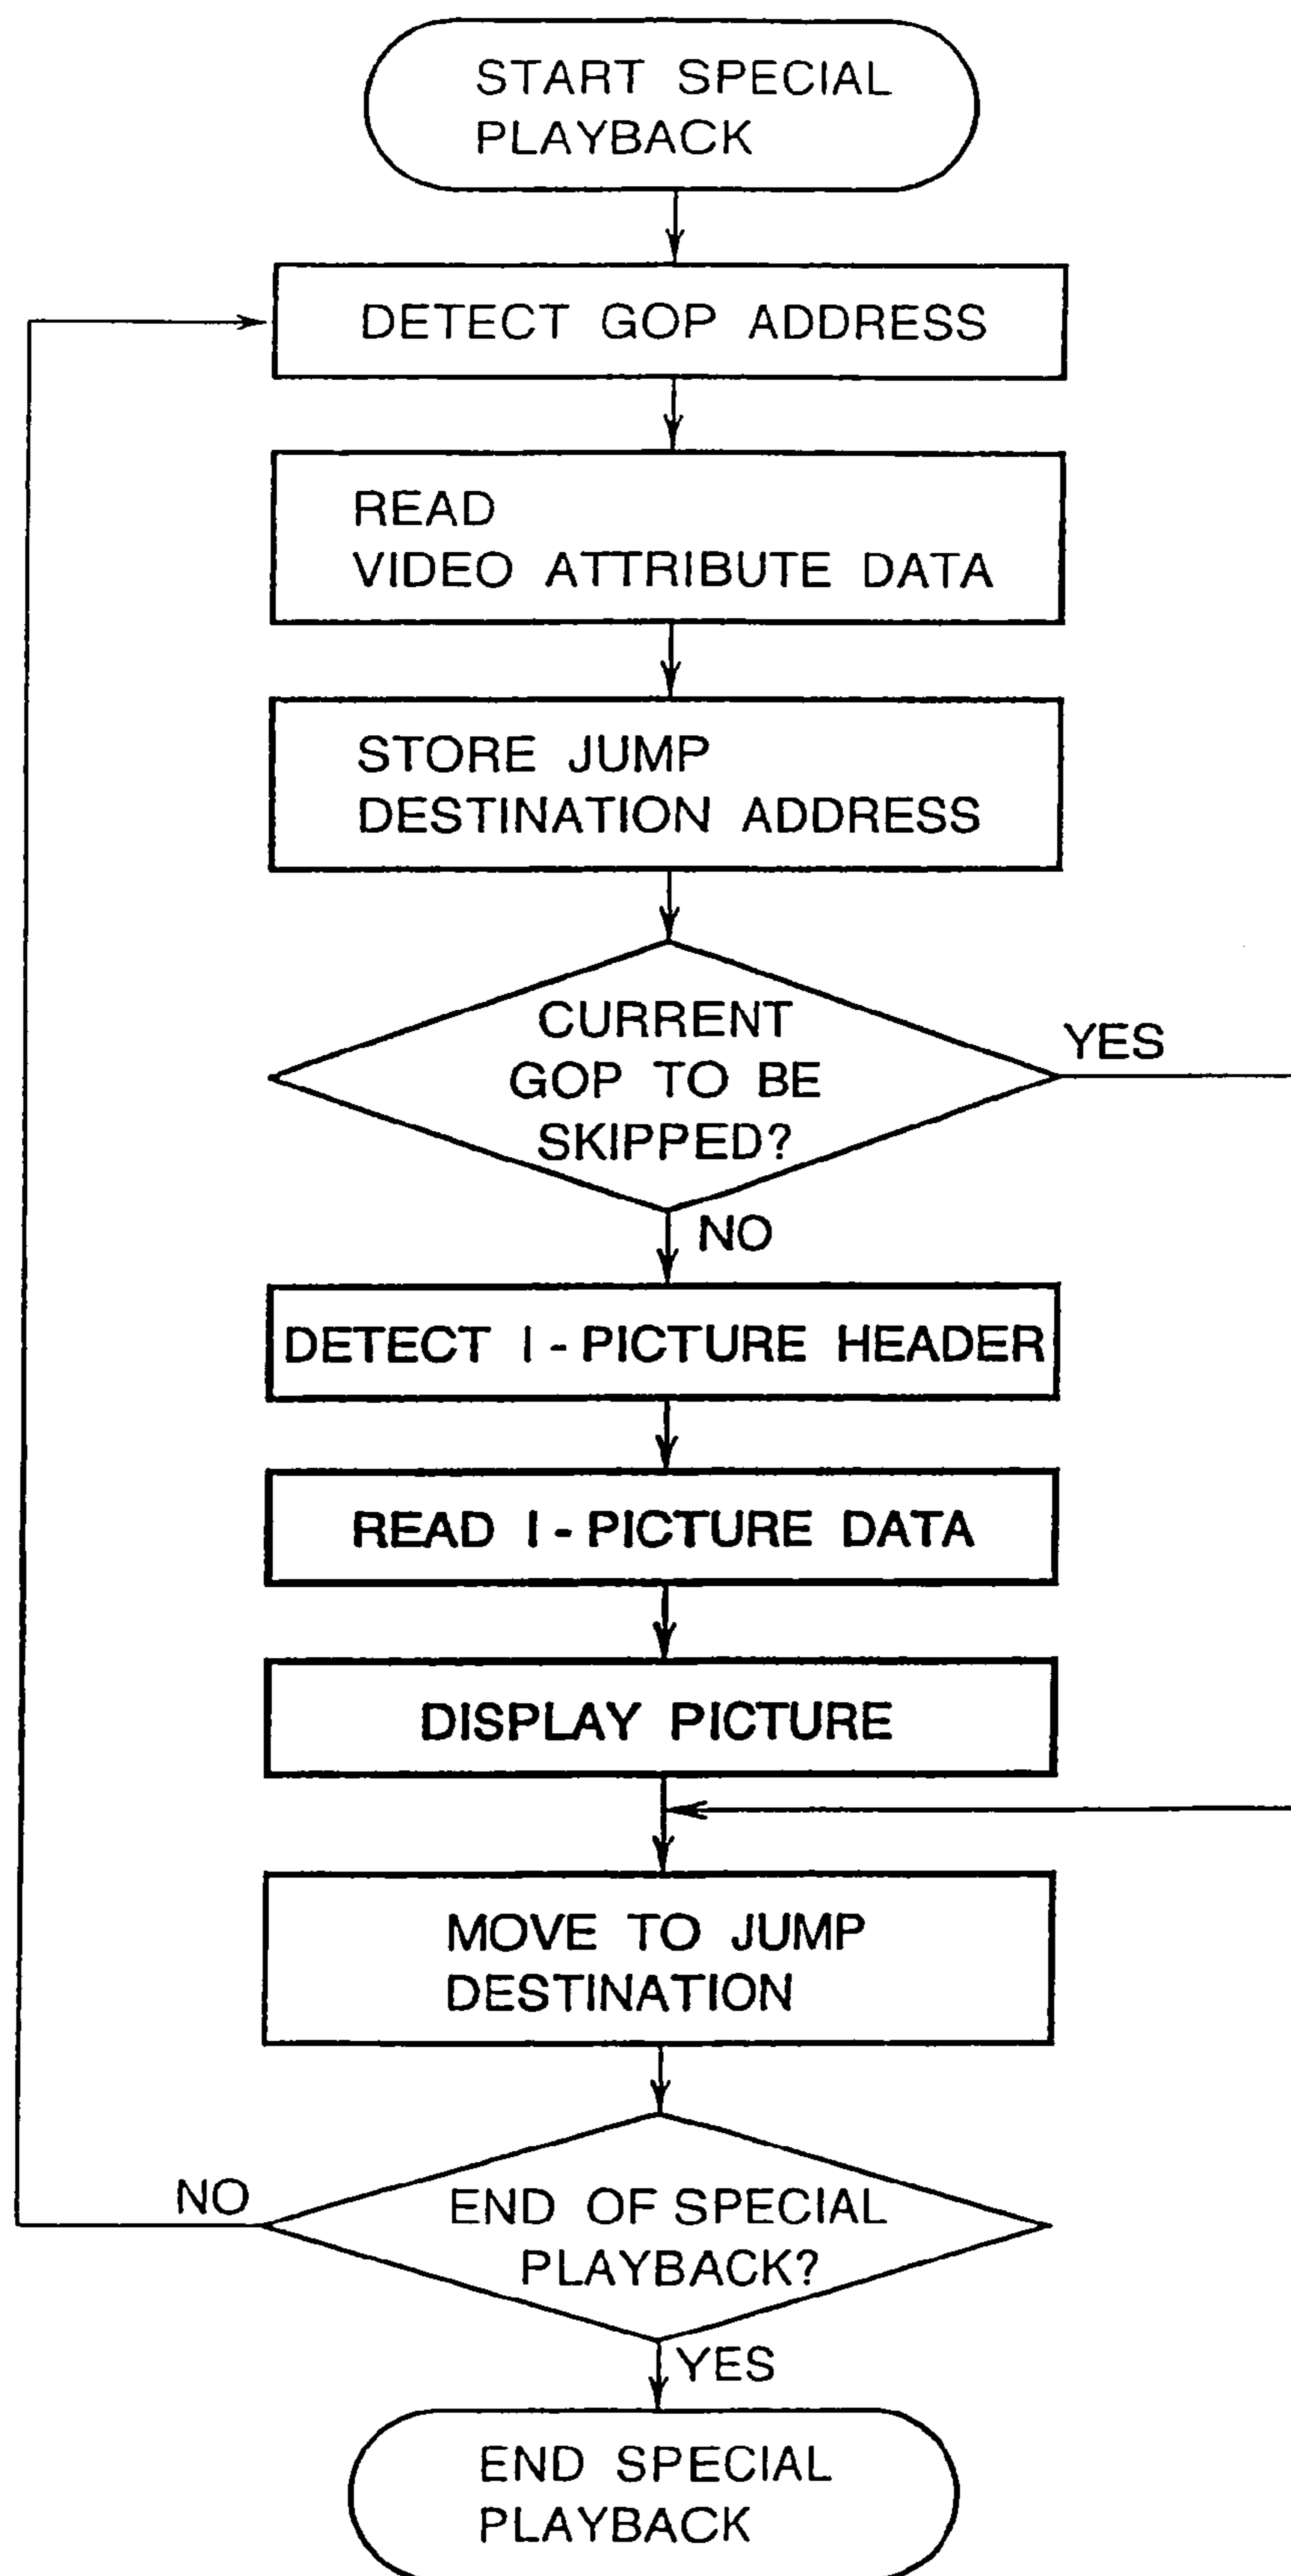 START SPECIAL
PLAYBACK
DETECT GOP ADDRESS
READ
VIDEO ATTRIBUTE DATA
STORE JUMP
DESTINATION ADDRESS
CURRENT
GOP TO BE
SKIPPED?
YES
NO
DETECT I - PICTURE HEADER
READ I - PICTURE DATA
DISPLAY PICTURE
MOVE TO JUMP
DESTINATION
NO
END OF SPECIAL
PLAYBACK?
YES
END SPECIAL
PLAYBACK